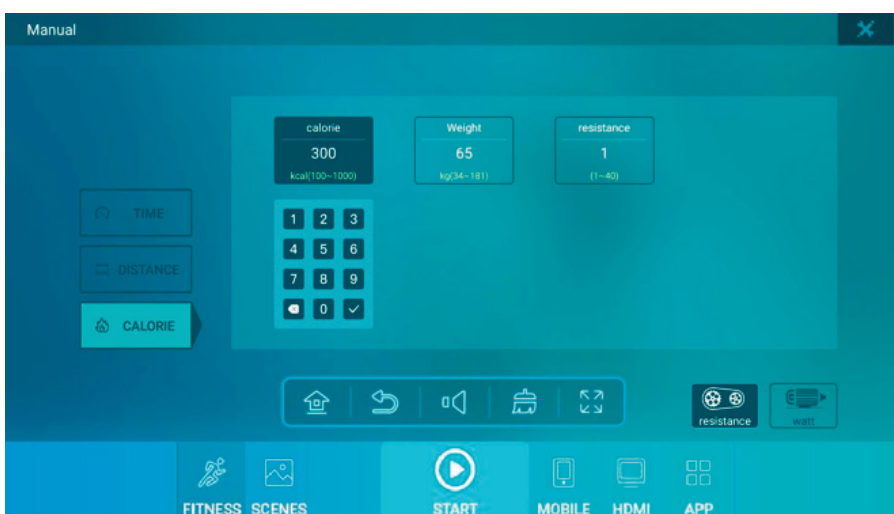 Manual
calorie
300
kcal(100~1000)
Weight
65
kg(34~181)
resistance
1
(1~40)
TIME
DISTANCE
CALORIE
1 2 3
4 5 6
7 8 9
0
resistance
watt
FITNESS
SCENES
START
MOBILE
HDMI
APP